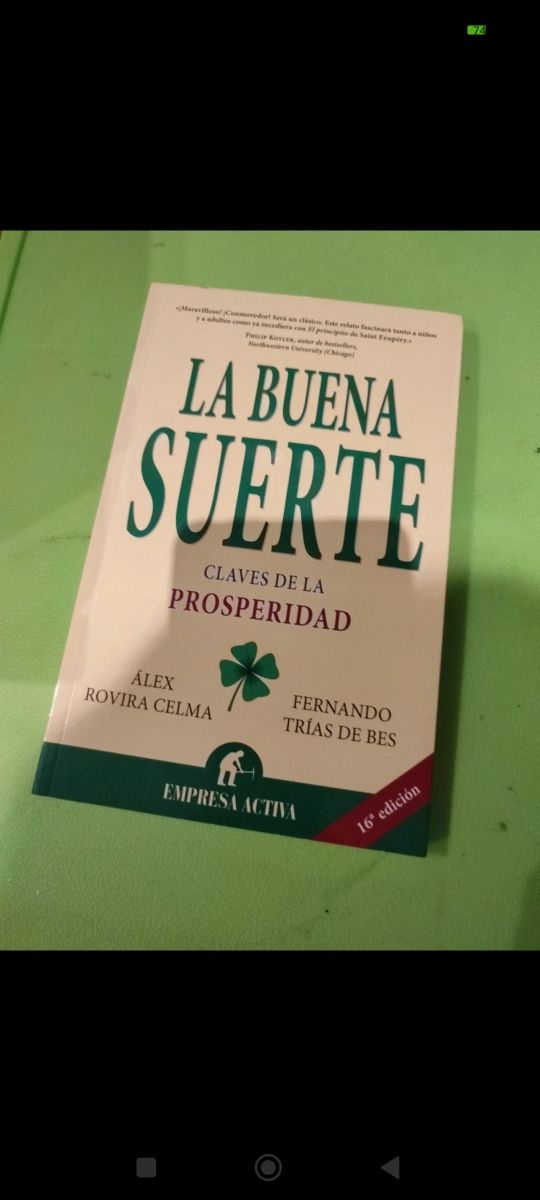 74
«¡Maravilloso! ¡Conmovedor! Será un clásico. Este relato fascinará tanto a niños
y a adultos como ya sucediera con El principito de Saint Exupéry.»
PHILIP KOTLER, autor de bestsellers,
Northwestern University (Chicago)
LA BUENA
SUERTE
CLAVES DE LA
PROSPERIDAD
ÁLEX
ROVIRA CELMA
FERNANDO
TRÍAS DE BES
EMPRESA ACTIVA
16ª edición